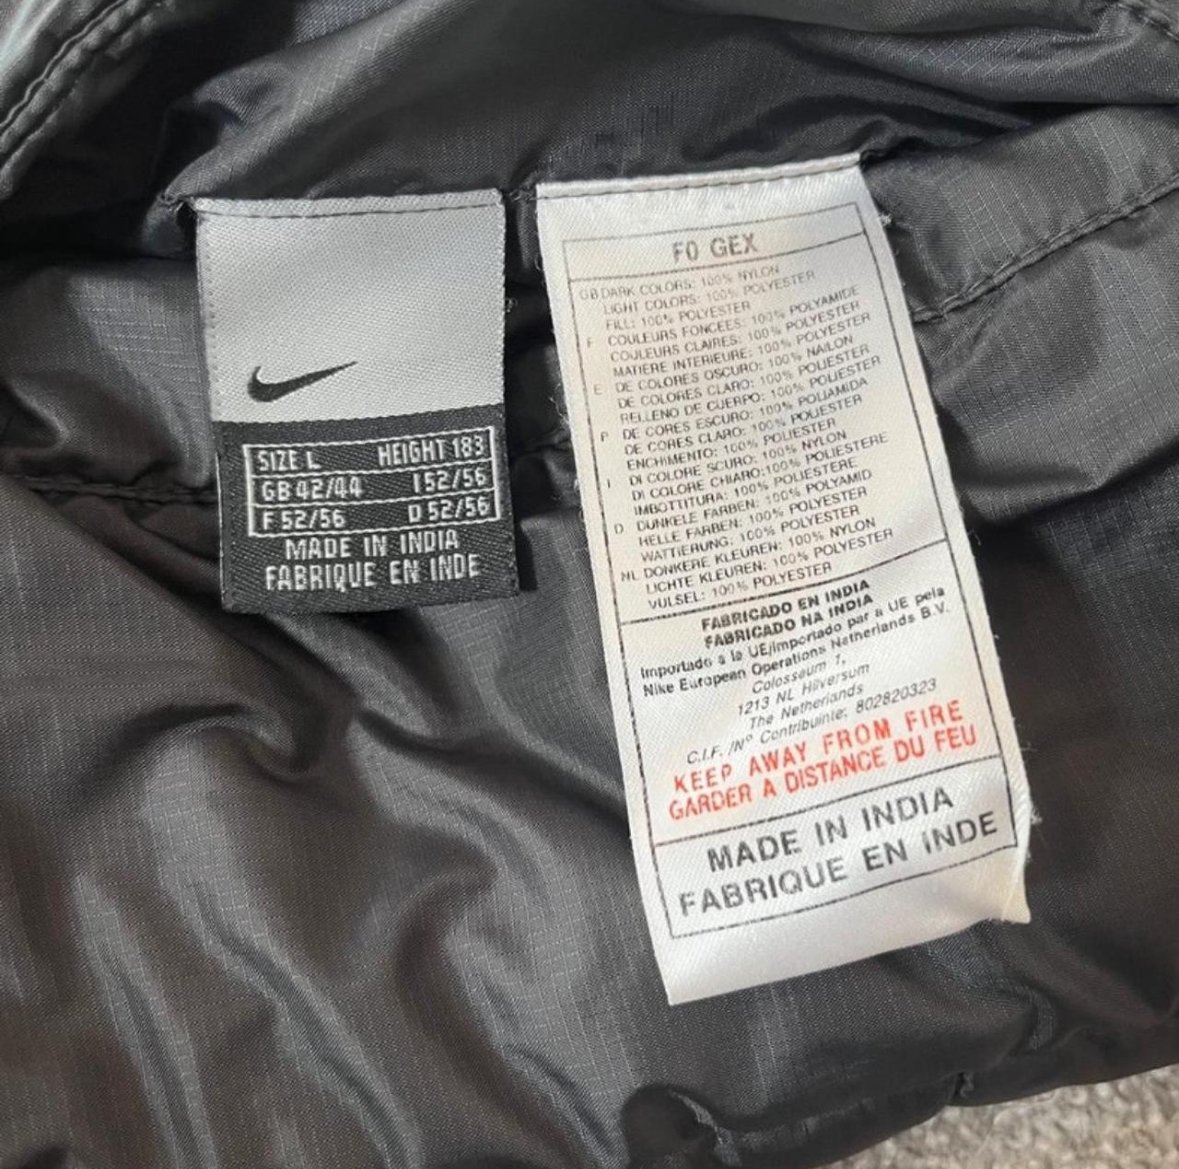 SIZE L HEIGHT 183
GB 42/44 I 52/56
F 52/56 D 52/56
MADE IN INDIA
FABRIQUE EN INDE
F0 GEX
GB DARK COLORS: 100% NYLON
LIGHT COLORS: 100% POLYESTER
FILL: 100% POLYESTER
F COULEURS FONCEES: 100% POLYAMIDE
COULEURS CLAIRES: 100% POLYESTER
MATIERE INTERIEURE: 100% POLYESTER
E DE COLORES OSCURO: 100% NAILON
DE COLORES CLARO: 100% POLIESTER
RELLENO DE CUERPO: 100% POLIESTER
P DE CORES ESCURO: 100% POLIAMIDA
DE CORES CLARO: 100% POLIESTER
ENCHIMENTO: 100% POLIESTER
I DI COLORE SCURO: 100% NYLON
DI COLORE CHIARO:100% POLIESTERE
IMBOTTITURA: 100% POLIESTERE
D DUNKELE FARBEN: 100% POLYAMID
HELLE FARBEN: 100% POLYESTER
WATTIERUNG: 100% POLYESTER
NL DONKERE KLEUREN: 100% NYLON
LICHTE KLEUREN: 100% POLYESTER
VULSEL: 100% POLYESTER
FABRICADO EN INDIA
FABRICADO NA INDIA
Importado a la UE/Importado par a UE pela
Nike European Operations Netherlands B.V.
Colosseum 1,
1213 NL Hilversum
The Netherlands
C.I.F. /Nº Contribuinte: 802820323
KEEP AWAY FROM FIRE
GARDER A DISTANCE DU FEU
MADE IN INDIA
FABRIQUE EN INDE